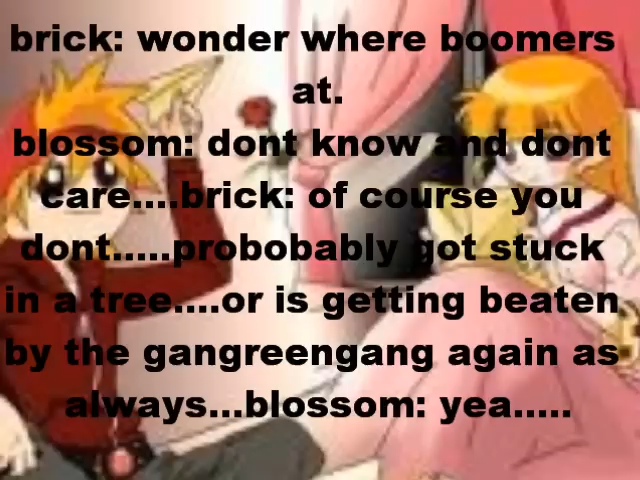 brick: wonder where boomers
at.
blossom: dont know and dont
care....brick: of course you
dont.....probobably got stuck
in a tree....or is getting beaten
by the gangreengang again as
always...blossom: yea.....